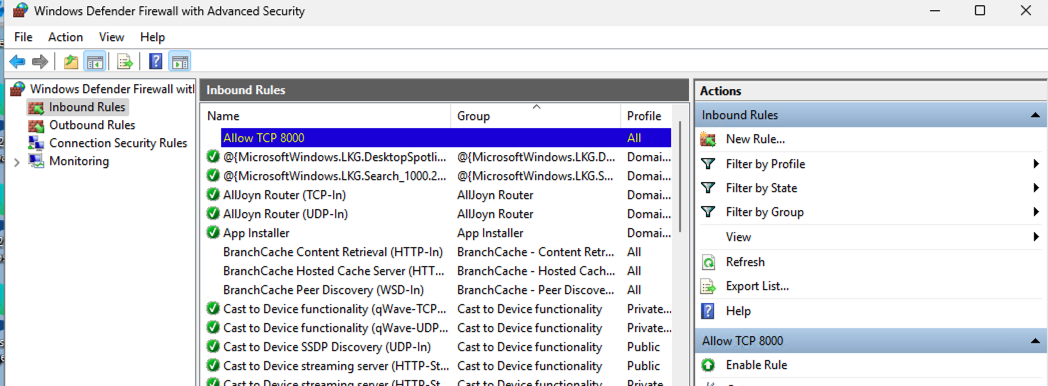 Windows Defender Firewall with Advanced Security
File Action View Help
Windows Defender Firewall witl
Inbound Rules
Outbound Rules
Connection Security Rules
Monitoring
Inbound Rules
Name Group Profile
Allow TCP 8000 All
@{MicrosoftWindows.LKG.DesktopSpotli... @{MicrosoftWindows.LKG.D... Domai...
@{MicrosoftWindows.LKG.Search_1000.2... @{MicrosoftWindows.LKG.S... Domai...
AllJoyn Router (TCP-In) AllJoyn Router Domai...
AllJoyn Router (UDP-In) AllJoyn Router Domai...
App Installer App Installer Domai...
BranchCache Content Retrieval (HTTP-In) BranchCache - Content Retr... All
BranchCache Hosted Cache Server (HTT... BranchCache - Hosted Cach... All
BranchCache Peer Discovery (WSD-In) BranchCache - Peer Discove... All
Cast to Device functionality (qWave-TCP... Cast to Device functionality Private...
Cast to Device functionality (qWave-UDP... Cast to Device functionality Private...
Cast to Device SSDP Discovery (UDP-In) Cast to Device functionality Public
Cast to Device streaming server (HTTP-St... Cast to Device functionality Public
Cast to Device streaming server (HTTP-St... Cast to Device functionality Private...
Actions
Inbound Rules
New Rule...
Filter by Profile
Filter by State
Filter by Group
View
Refresh
Export List...
Help
Allow TCP 8000
Enable Rule